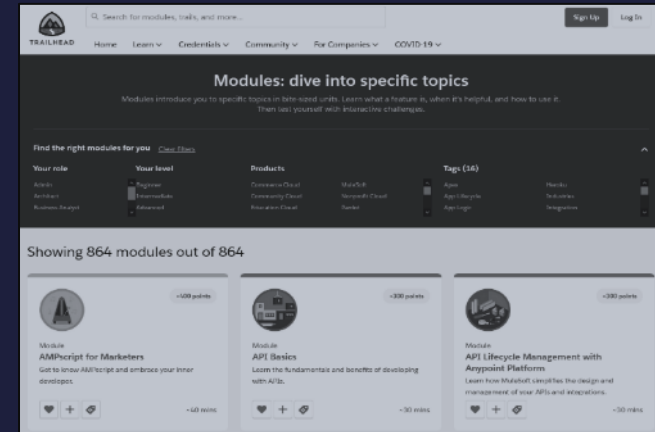 Search for modules, trails, and more...
Sign Up Log In
TRAILHEAD
Home Learn Credentials Community For Companies COVID-19
Modules: dive into specific topics
Modules introduce you to specific topics in bite-sized units. Learn what a feature is, when it's helpful, and how to use it.
Then test yourself with interactive challenges.
Find the right modules for you Clear filters
Your role Your level Products Tags (16)
Admin Beginner Commerce Cloud MuleSoft Apex Heroku
Architect Intermediate Community Cloud Nonprofit Cloud App Lifecycle Industries
Business Analyst Advanced Education Cloud App Logic Integration
Showing 864 modules out of 864
+300 points +300 points
Module Module Module
AMPscript for Marketers API Basics API Lifecycle Management with
Anypoint Platform
Get to know AMPscript and embrace your inner Learn the fundamentals and benefits of developing Learn how MuleSoft simplifies the design and
developer. with APIs. management of your APIs and integrations.
~40 mins ~30 mins ~30 mins